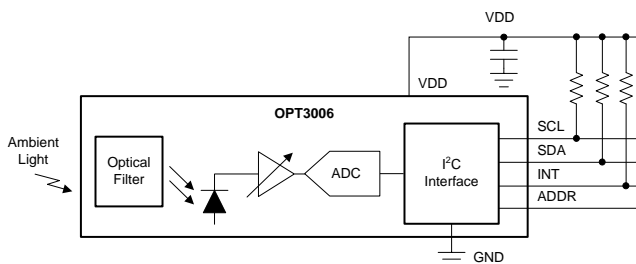 VDD
VDD
OPT3006
Ambient
Light
Optical
Filter
ADC
I²C
Interface
SCL
SDA
INT
ADDR
GND